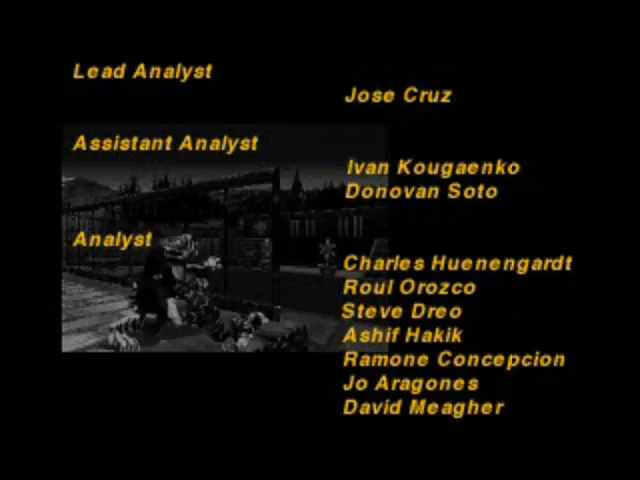 Lead Analyst
Jose Cruz
Assistant Analyst
Ivan Kougaenko
Donovan Soto
Analyst
Charles Huenengardt
Roul Orozco
Steve Dreo
Ashif Hakik
Ramone Concepcion
Jo Aragones
David Meagher